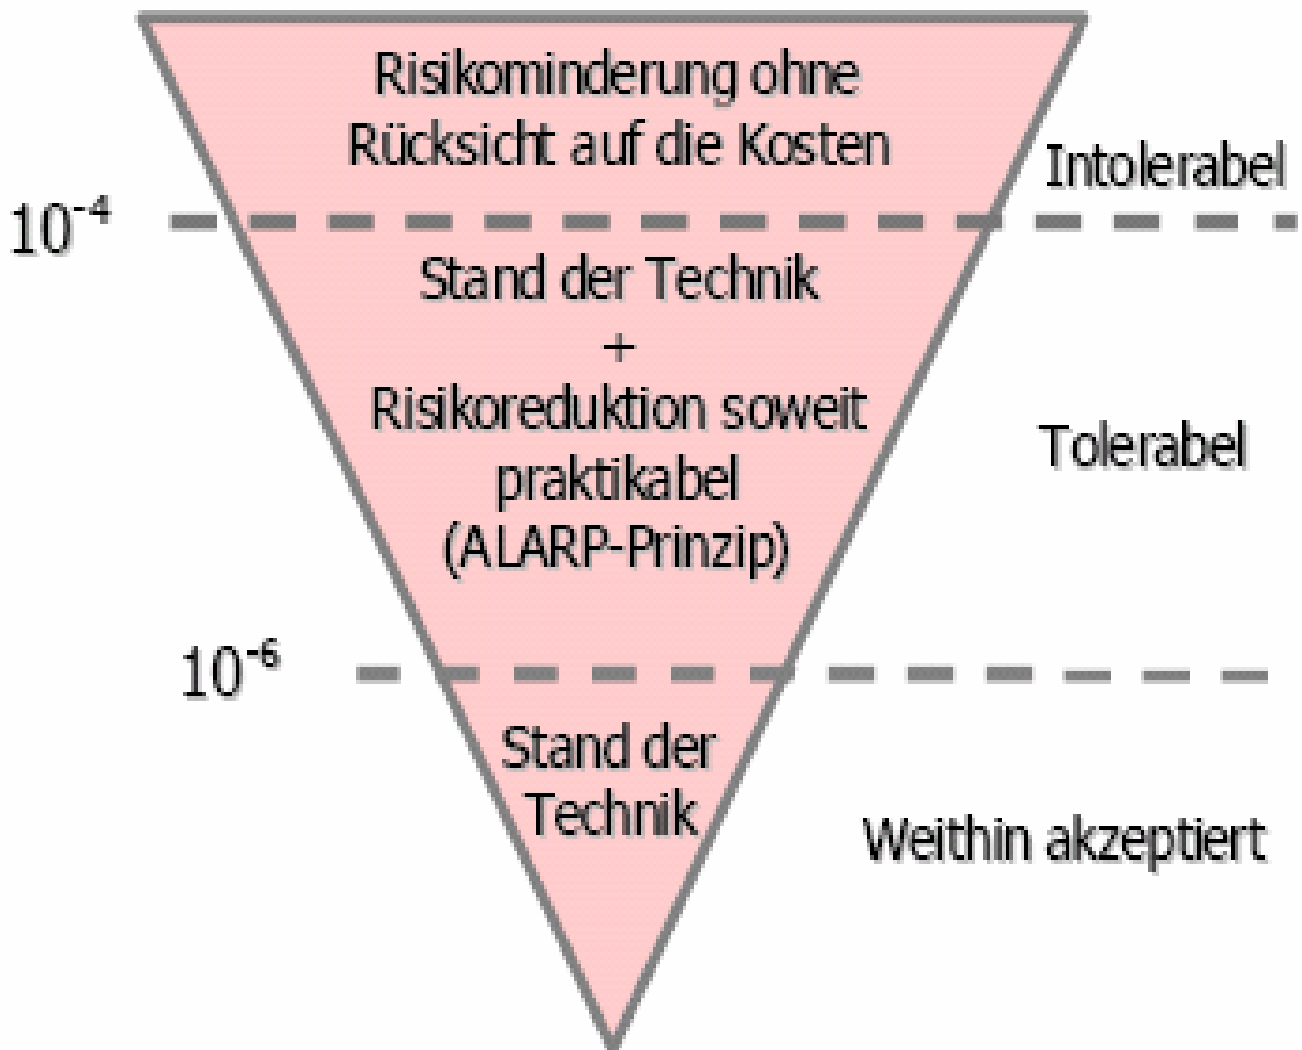 Risikominderung ohne
Rücksicht auf die Kosten
Intolerabel
10⁻⁴
Stand der Technik
+
Risikoreduktion soweit
praktikabel
(ALARP-Prinzip)
Tolerabel
10⁻⁶
Stand der
Technik
Weithin akzeptiert